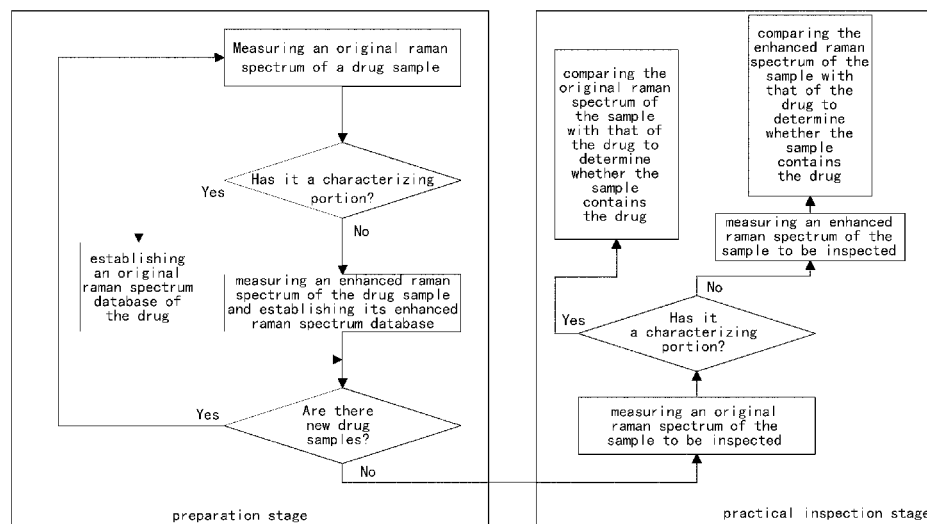 Measuring an original raman
spectrum of a drug sample
Has it a characterizing
portion?
Yes
No
establishing
an original
raman spectrum
database of
the drug
measuring an enhanced raman
spectrum of the drug sample
and establishing its enhanced
raman spectrum database
Are there
new drug
samples?
Yes
No
preparation stage
comparing the
original raman
spectrum of
the sample
with that of
the drug to
determine
whether the
sample
contains
the drug
comparing the
enhanced raman
spectrum of the
sample with
that of the
drug to
determine
whether the
sample
contains
the drug
measuring an enhanced
raman spectrum of the
sample to be inspected
No
Yes
Has it
a characterizing
portion?
measuring an original
raman spectrum of the
sample to be inspected
practical inspection stage